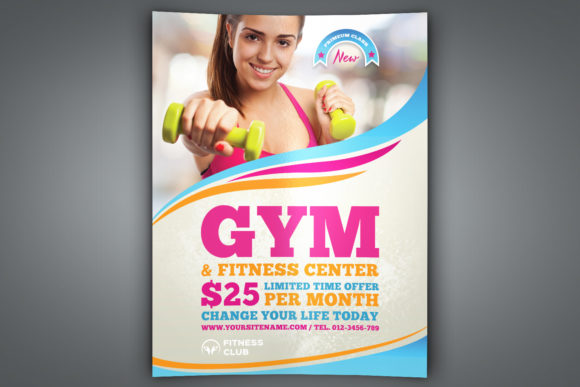 PRIMEUM CLASS
New
GYM
& FITNESS CENTER
$25 LIMITED TIME OFFER
PER MONTH
CHANGE YOUR LIFE TODAY
WWW.YOURSITENAME.COM / TEL. 012-3456-789
FITNESS
CLUB